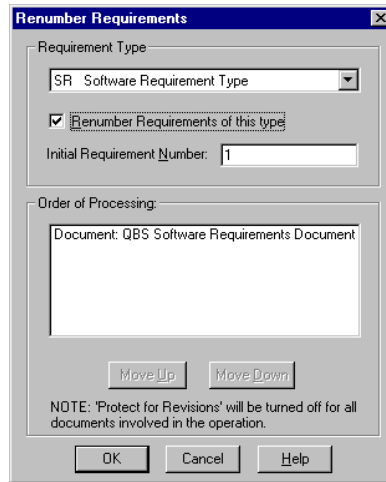 Renumber Requirements
Requirement Type
SR Software Requirement Type
Renumber Requirements of this type
Initial Requirement Number: 1
Order of Processing:
Document: QBS Software Requirements Document
Move Up Move Down
NOTE: 'Protect for Revisions' will be turned off for all
documents involved in the operation.
OK Cancel Help